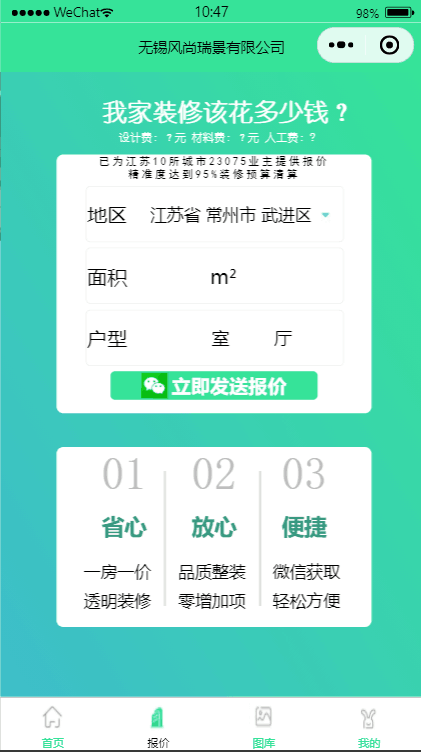 WeChat 10:47 98%
无锡风尚瑞景有限公司
我家装修该花多少钱？
设计费：？元 材料费：？元 人工费：？
已为江苏10所城市23075业主提供报价
精准度达到95%装修预算清算
地区 江苏省 常州市 武进区
面积 m²
户型 室 厅
立即发送报价
01 02 03
省心 放心 便捷
一房一价 品质整装 微信获取
透明装修 零增加项 轻松方便
首页 报价 图库 我的